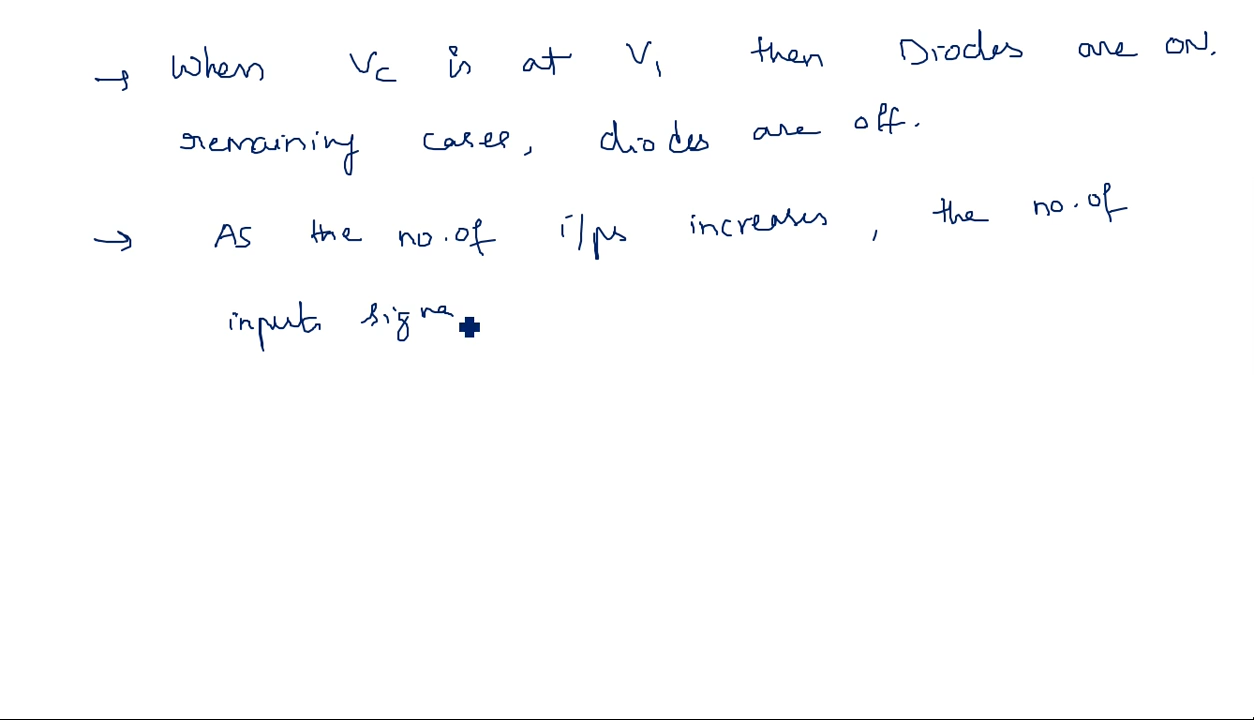 → When Vc is at V1 then Diodes are ON.
remaining cases, diodes are off.
→ As the no. of i/ps increases, the no. of
inputs signa